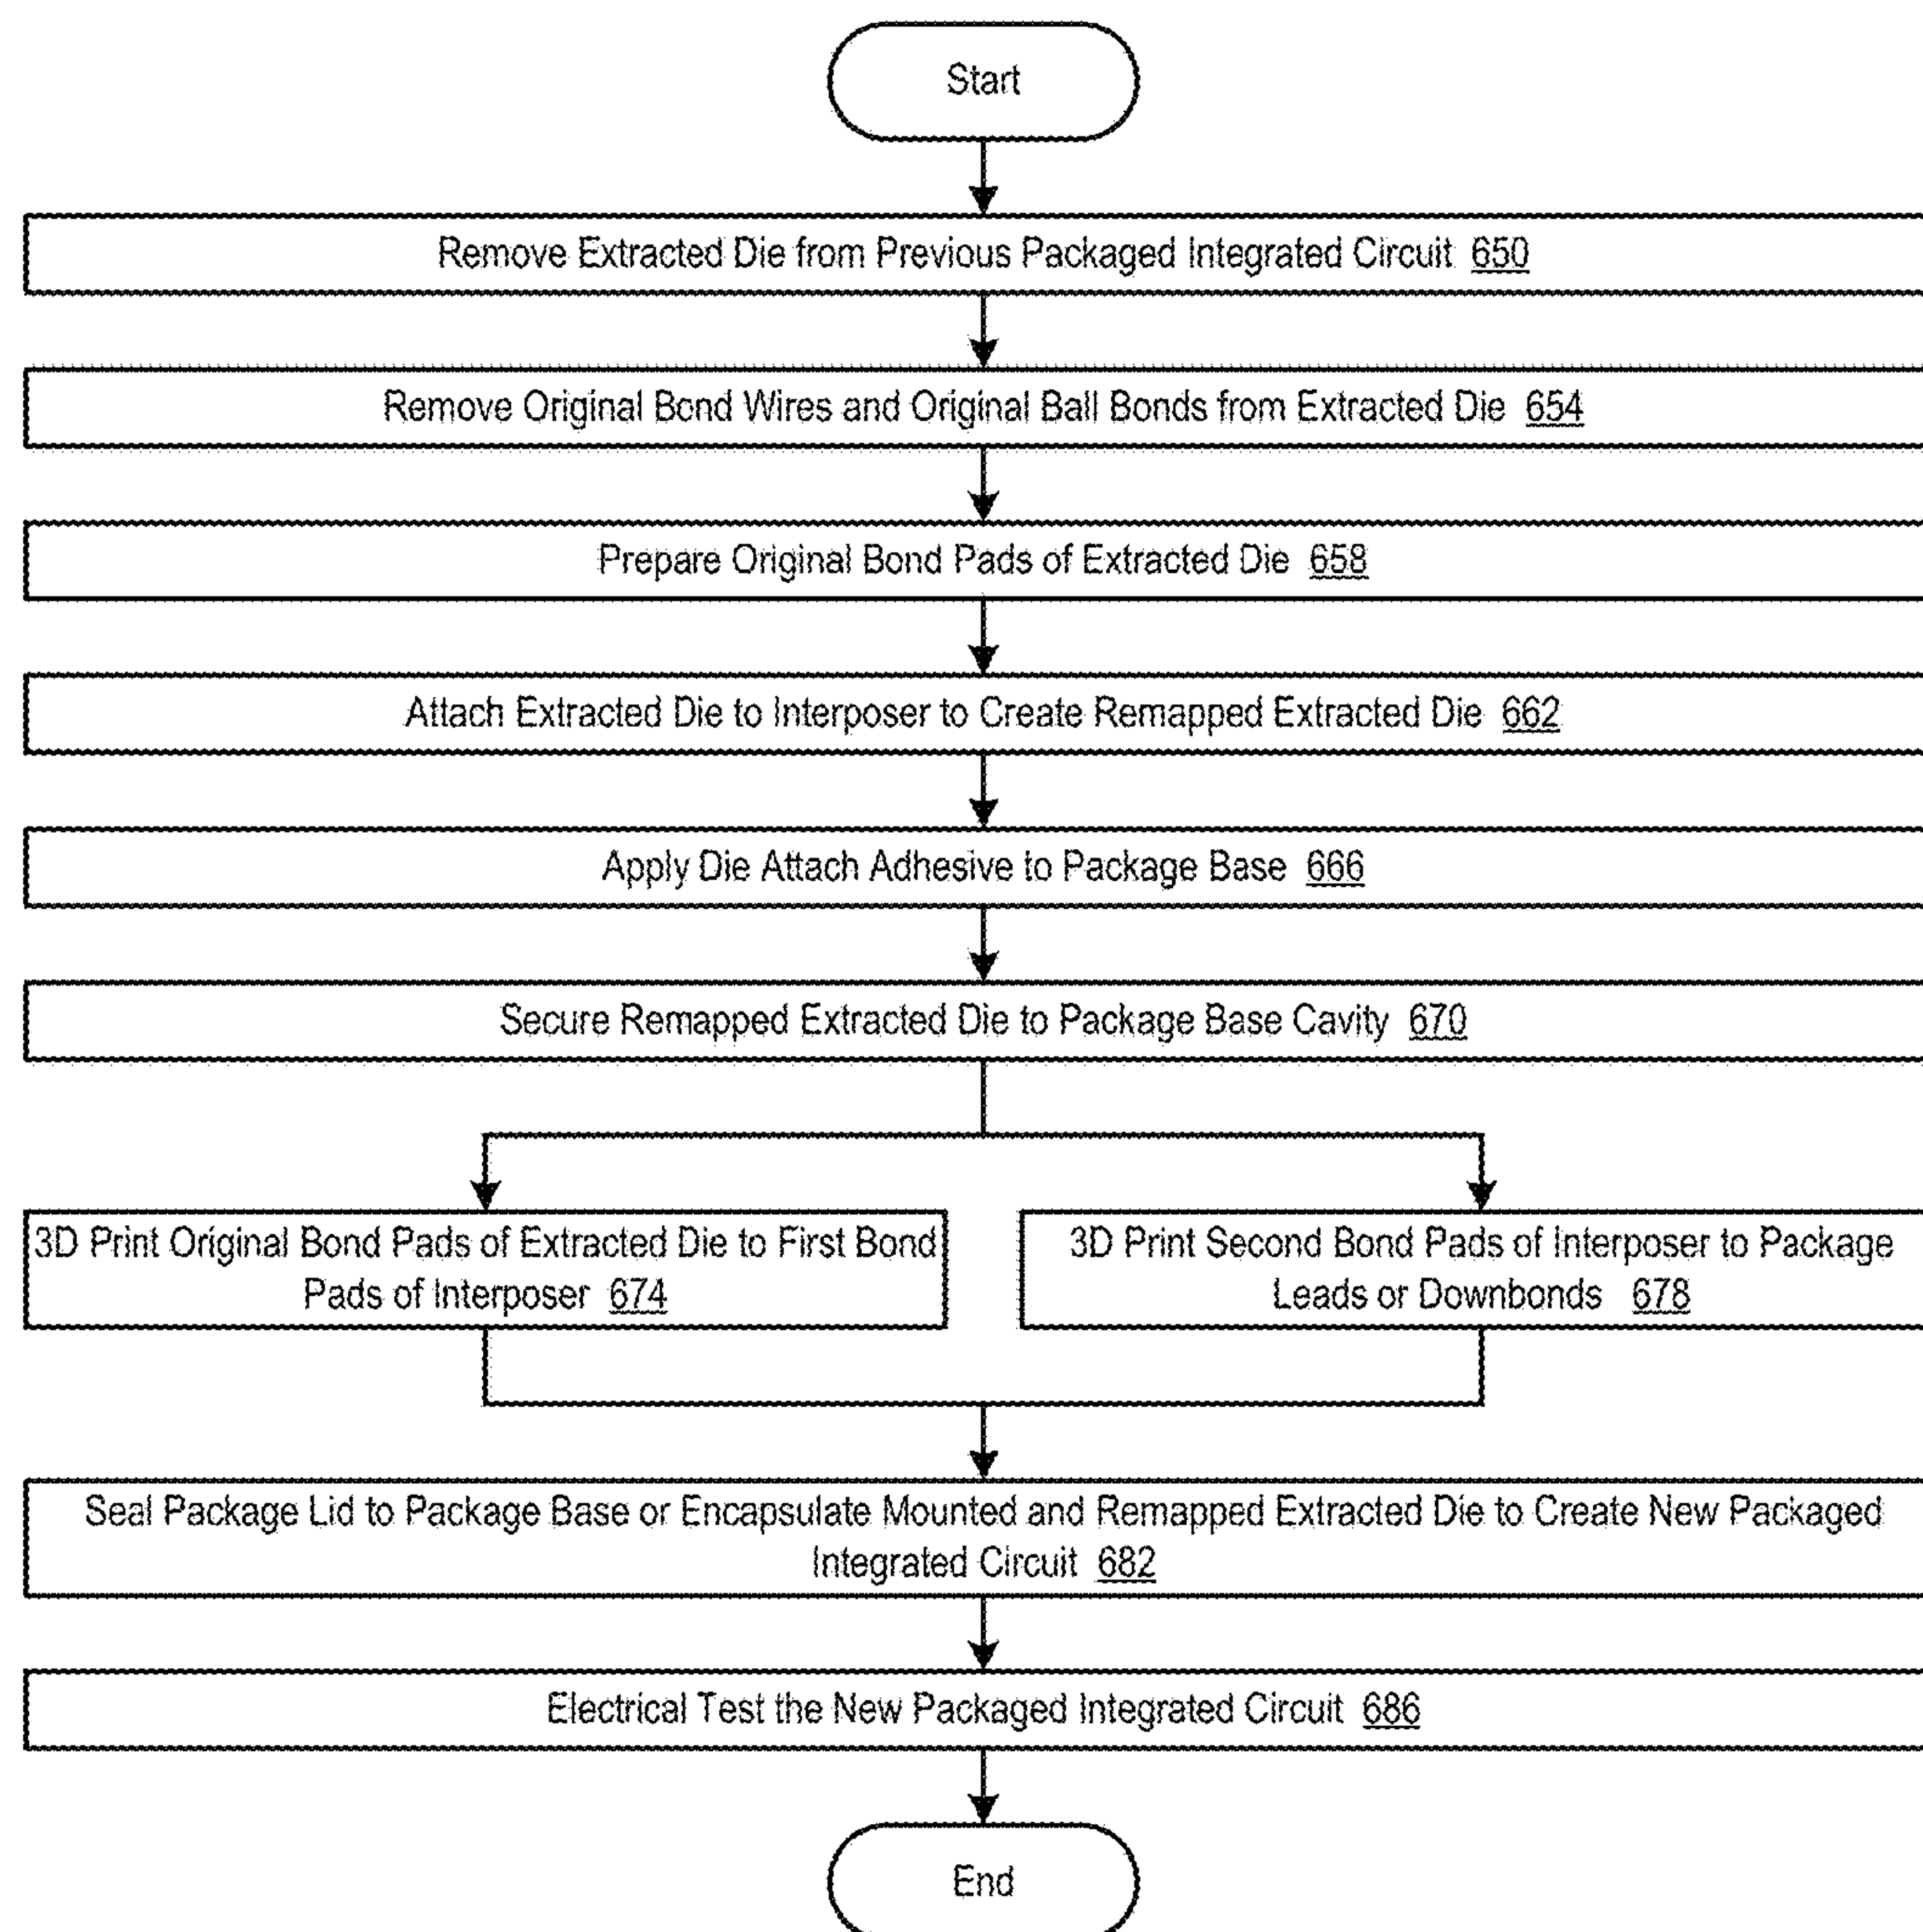 Start
Remove Extracted Die from Previous Packaged Integrated Circuit 650
Remove Original Bond Wires and Original Ball Bonds from Extracted Die 654
Prepare Original Bond Pads of Extracted Die 658
Attach Extracted Die to Interposer to Create Remapped Extracted Die 662
Apply Die Attach Adhesive to Package Base 666
Secure Remapped Extracted Die to Package Base Cavity 670
3D Print Original Bond Pads of Extracted Die to First Bond
Pads of Interposer 674
3D Print Second Bond Pads of Interposer to Package
Leads or Downbonds 678
Seal Package Lid to Package Base or Encapsulate Mounted and Remapped Extracted Die to Create New Packaged
Integrated Circuit 682
Electrical Test the New Packaged Integrated Circuit 686
End